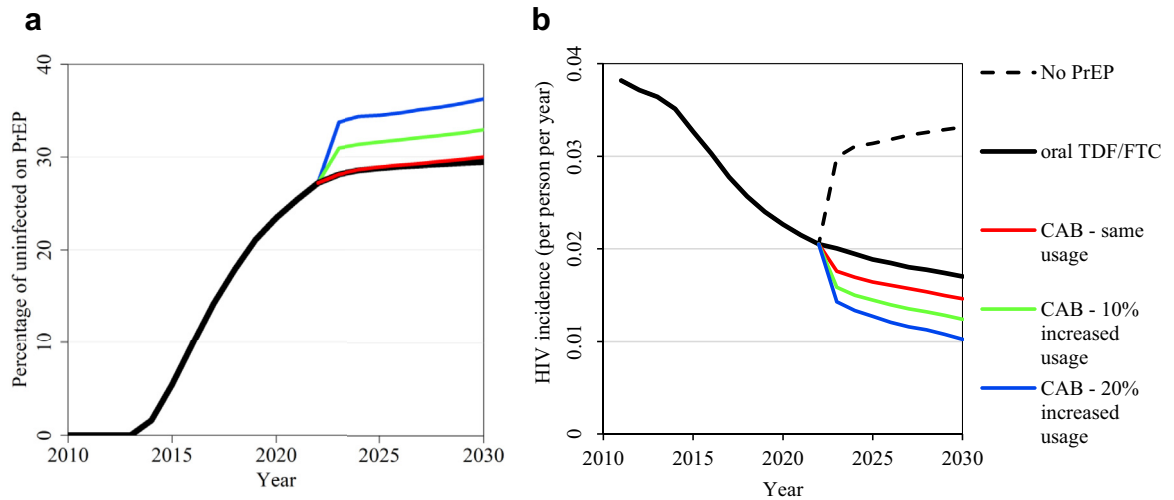 a
Percentage of uninfected on PrEP
40
30
20
10
0
2010 2015 2020 2025 2030
Year
b
HIV incidence (per person per year)
0.04
0.03
0.02
0.01
0
2010 2015 2020 2025 2030
Year
No PrEP
oral TDF/FTC
CAB - same
usage
CAB - 10%
increased
usage
CAB - 20%
increased
usage